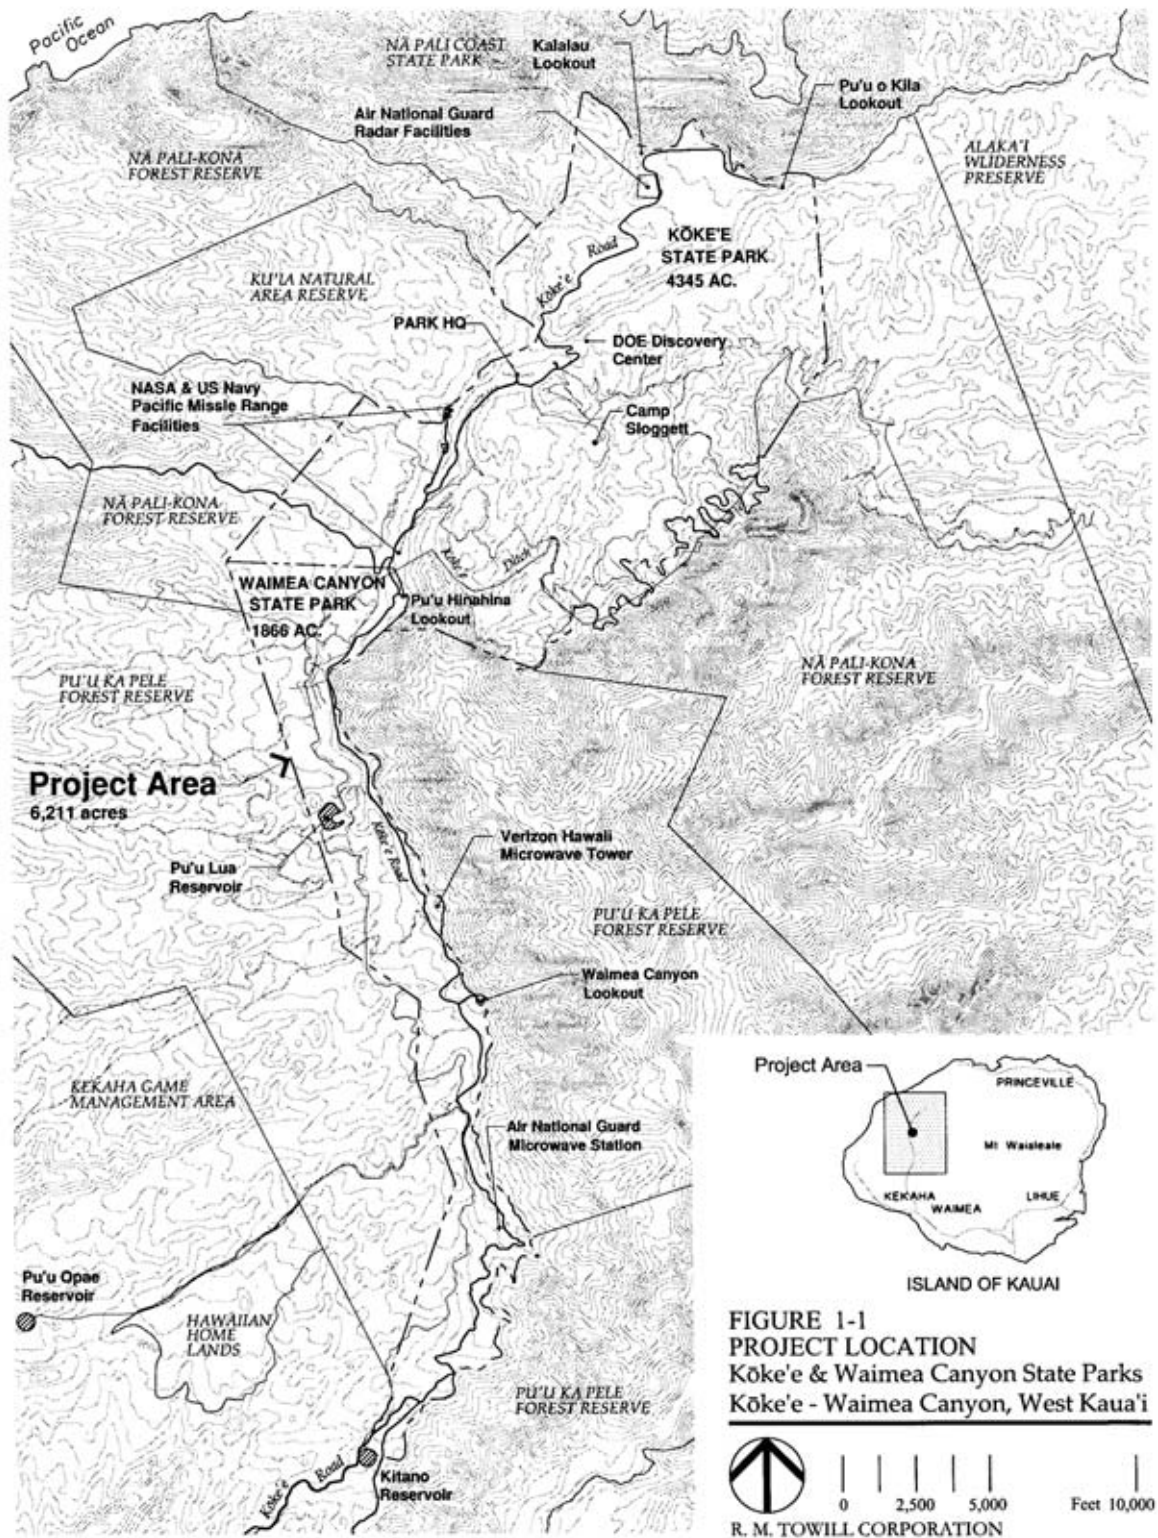 Pacific
Ocean
NĀ PALI COAST
STATE PARK
Kalalau
Lookout
Pu'u o Kila
Lookout
Air National Guard
Radar Facilities
NĀ PALI-KONA
FOREST RESERVE
ALAKA'I
WLIDERNESS
PRESERVE
KŌKE'E
STATE PARK
4345 AC.
Kōke'e Road
KU'IA NATURAL
AREA RESERVE
PARK HQ
DOE Discovery
Center
NASA & US Navy
Pacific Missle Range
Facilities
Camp
Sloggett
NĀ PALI-KONA
FOREST RESERVE
Kōke'e Ditch
WAIMEA CANYON
STATE PARK
1866 AC.
Pu'u Hinahina
Lookout
PU'U KA PELE
FOREST RESERVE
NĀ PALI-KONA
FOREST RESERVE
Project Area
6,211 acres
Kōke'e Road
Verizon Hawaii
Microwave Tower
Pu'u Lua
Reservoir
PU'U KA PELE
FOREST RESERVE
Waimea Canyon
Lookout
KEKAHA GAME
MANAGEMENT AREA
Air National Guard
Microwave Station
Pu'u Opae
Reservoir
HAWAIIAN
HOME
LANDS
PU'U KA PELE
FOREST RESERVE
Kōke'e Road
Kitano
Reservoir
Project Area
PRINCEVILLE
Mt Waialeale
KEKAHA
WAIMEA
LIHUE
ISLAND OF KAUAI
FIGURE 1-1
PROJECT LOCATION
Kōke'e & Waimea Canyon State Parks
Kōke'e - Waimea Canyon, West Kaua'i
0 2,500 5,000 Feet 10,000
R. M. TOWILL CORPORATION